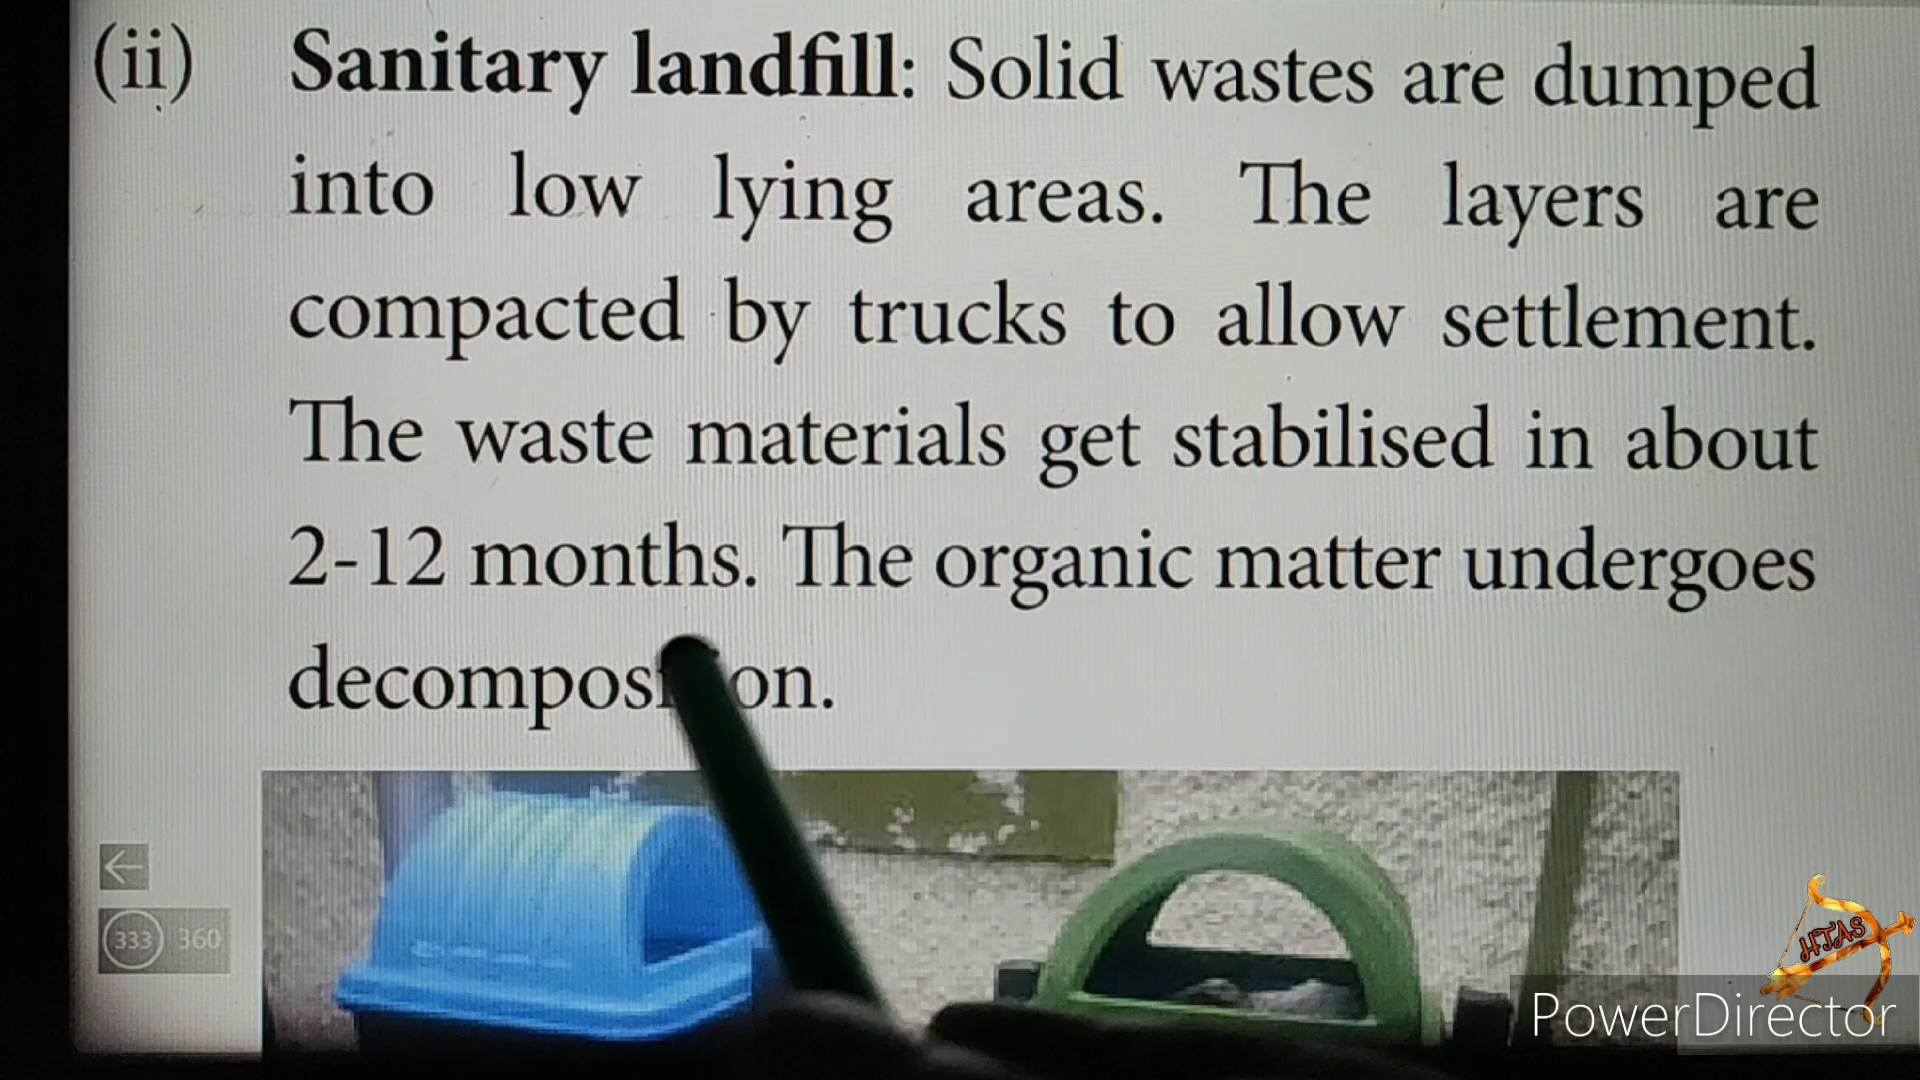 (ii) Sanitary landfill: Solid wastes are dumped
into low lying areas. The layers are
compacted by trucks to allow settlement.
The waste materials get stabilised in about
2-12 months. The organic matter undergoes
decomposition.
333 360
HTAS
PowerDirector